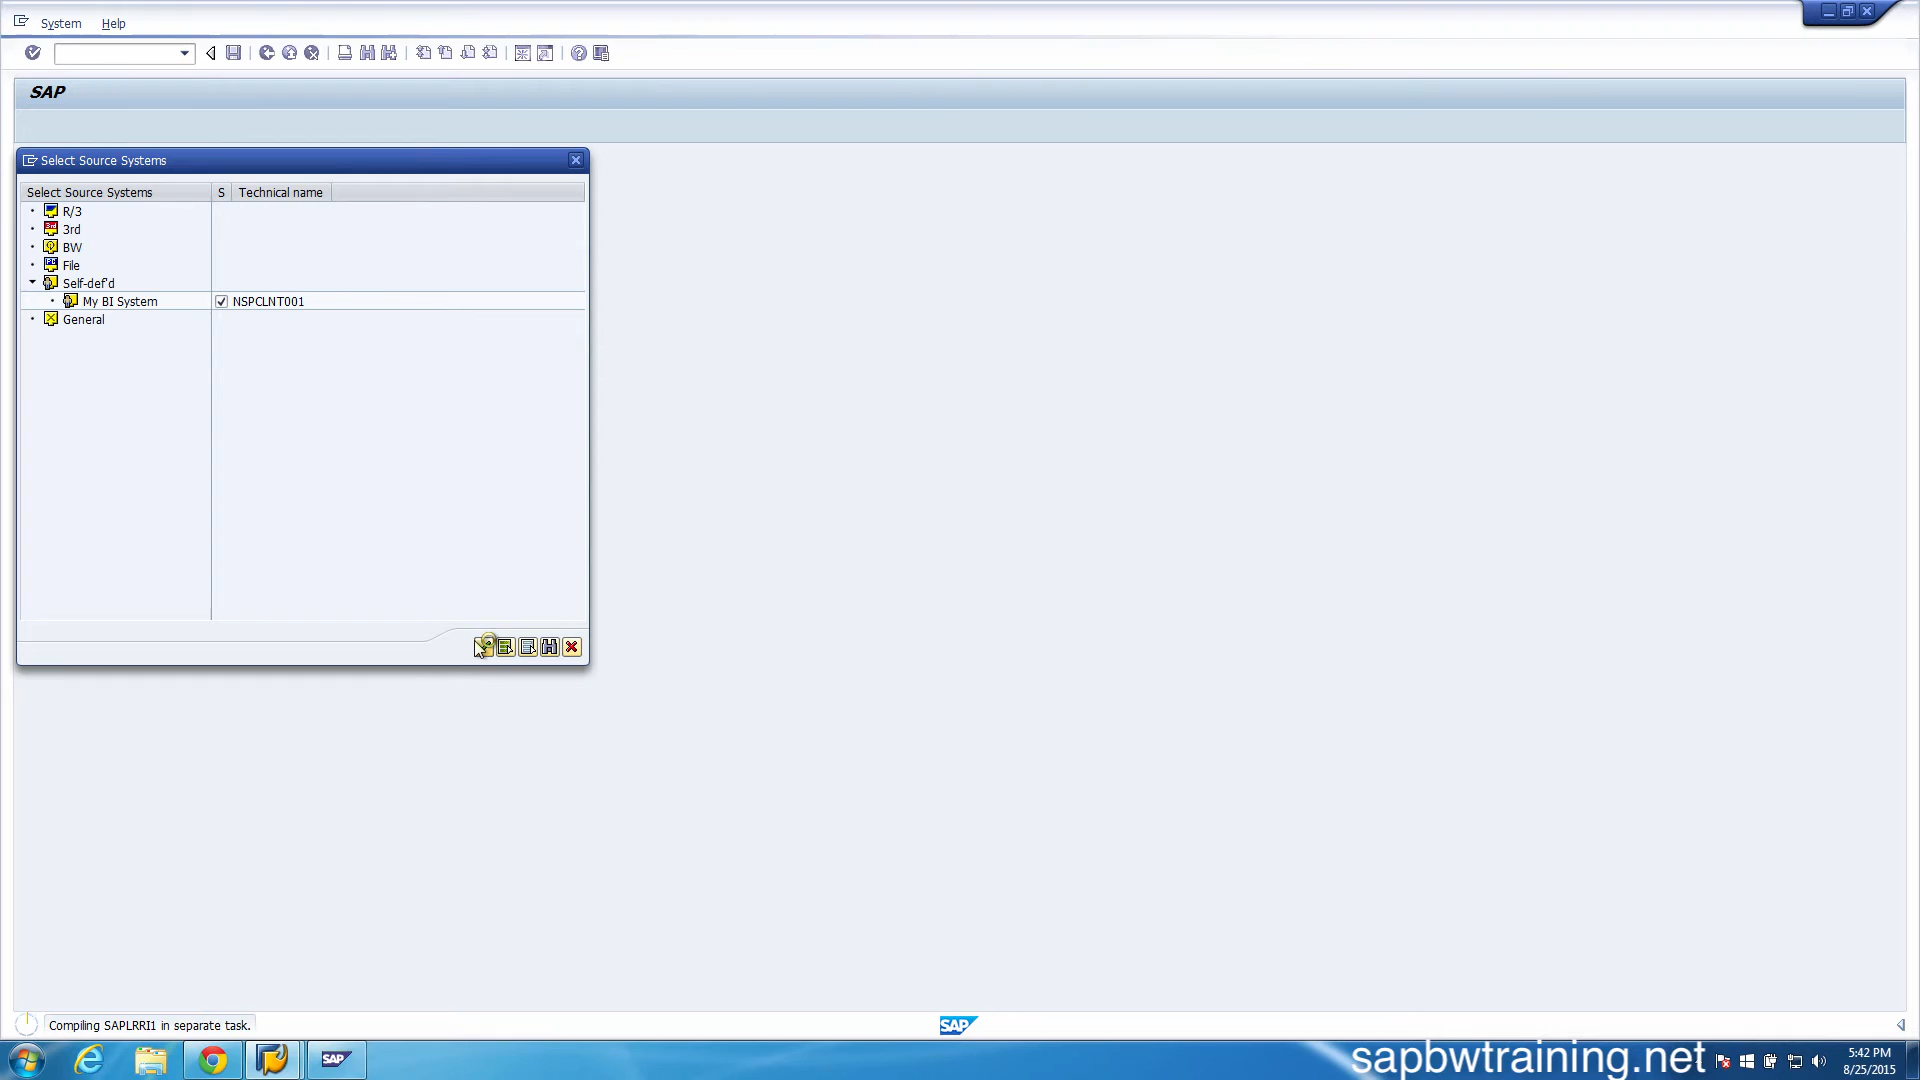 System Help
SAP
Select Source Systems
Select Source Systems S Technical name
R/3
3rd
BW
File
Self-def'd
My BI System NSPCLNT001
General
Compiling SAPLRRI1 in separate task.
SAP
SAP
sapbwtraining.net
5:42 PM
8/25/2015